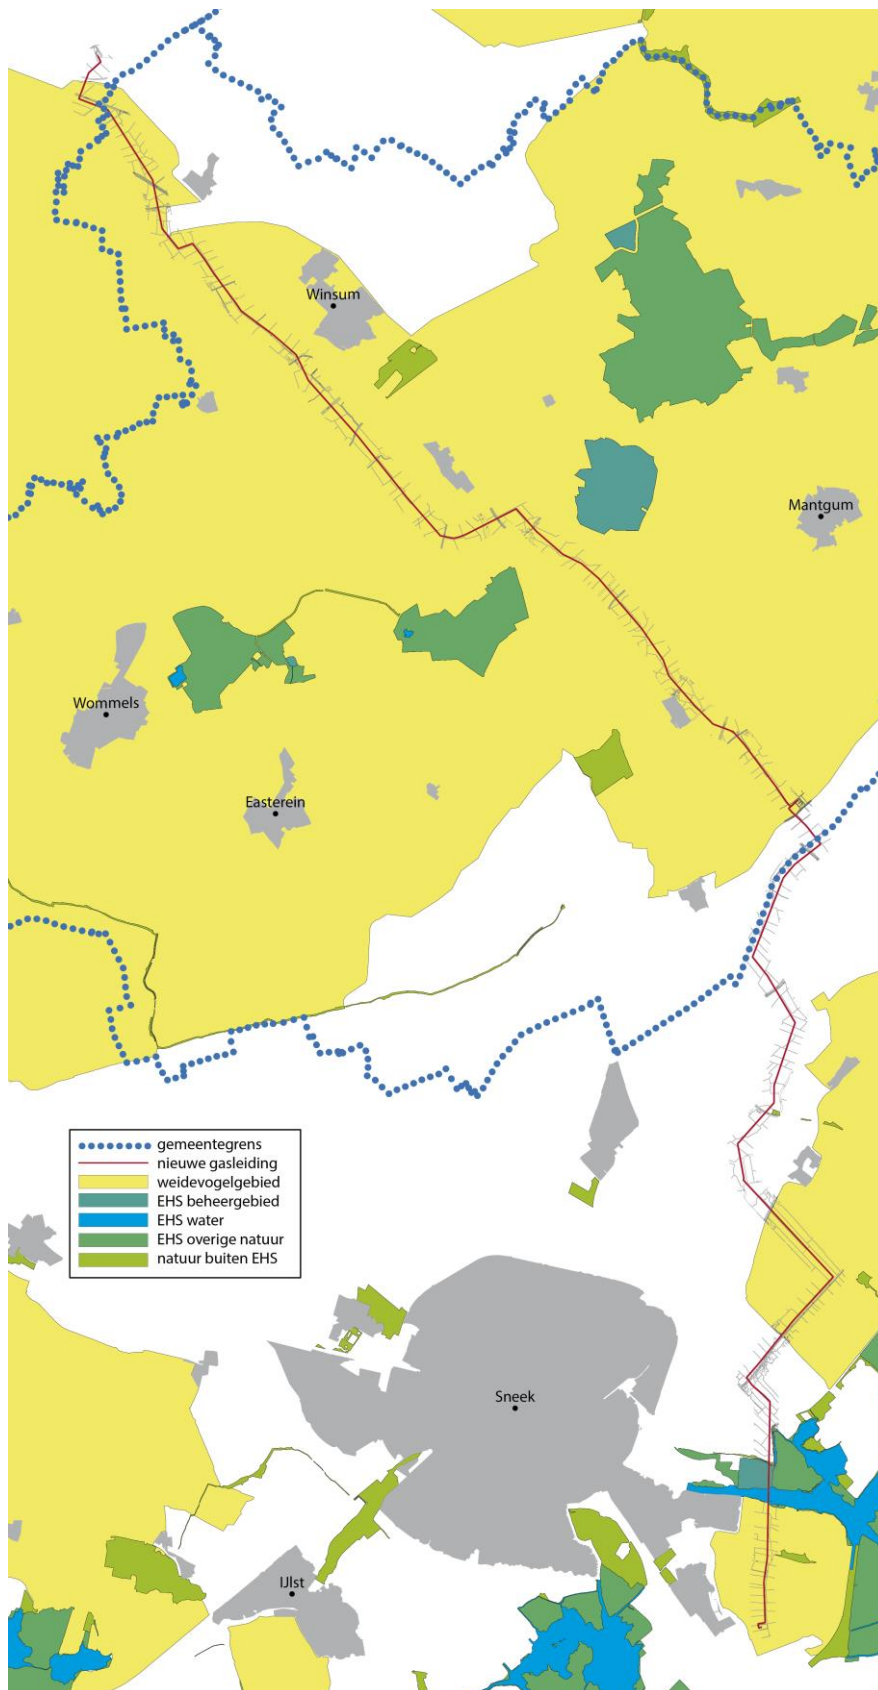 Winsum
Mantgum
Wommels
Easterein
gemeentegrens
nieuwe gasleiding
weidevogelgebied
EHS beheergebied
EHS water
EHS overige natuur
natuur buiten EHS
Sneek
IJlst